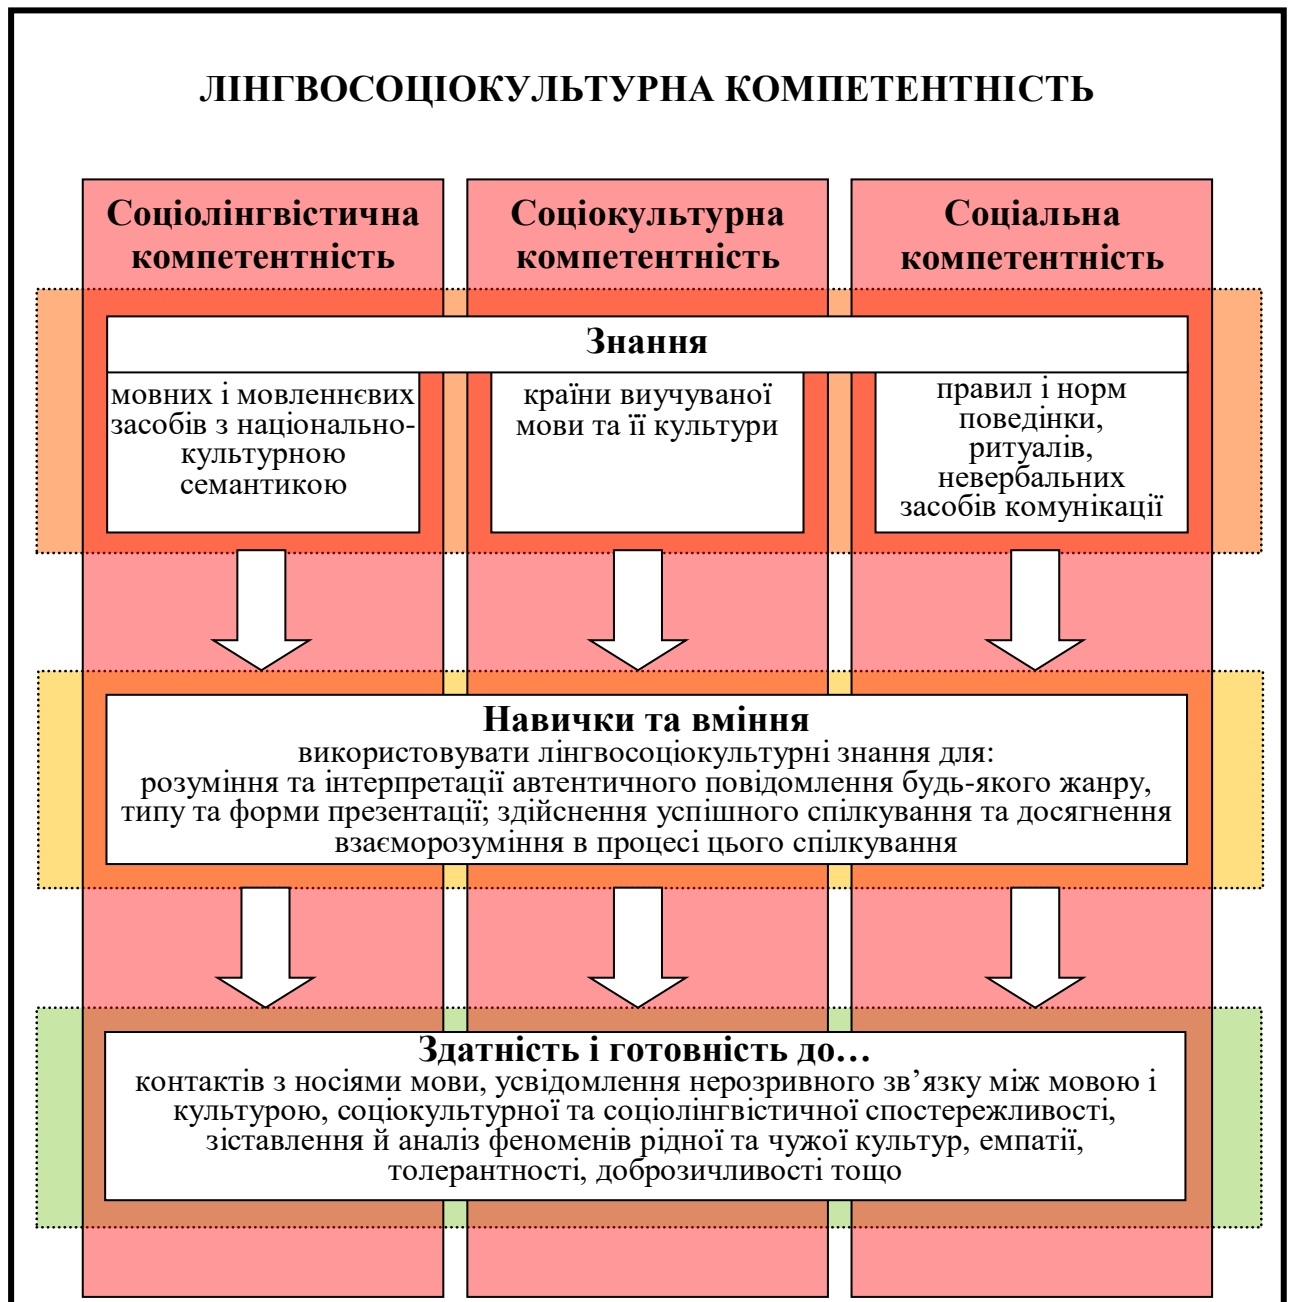 ЛІНГВОСОЦІОКУЛЬТУРНА КОМПЕТЕНТНІСТЬ
Соціолінгвістична
компетентність
Соціокультурна
компетентність
Соціальна
компетентність
Знання
мовних і мовленнєвих
засобів з національно-
культурною
семантикою
країни виучуваної
мови та її культури
правил і норм
поведінки,
ритуалів,
невербальних
засобів комунікації
Навички та вміння
використовувати лінгвосоціокультурні знання для:
розуміння та інтерпретації автентичного повідомлення будь-якого жанру,
типу та форми презентації; здійснення успішного спілкування та досягнення
взаєморозуміння в процесі цього спілкування
Здатність і готовність до…
контактів з носіями мови, усвідомлення нерозривного зв’язку між мовою і
культурою, соціокультурної та соціолінгвістичної спостережливості,
зіставлення й аналіз феноменів рідної та чужої культур, емпатії,
толерантності, доброзичливості тощо